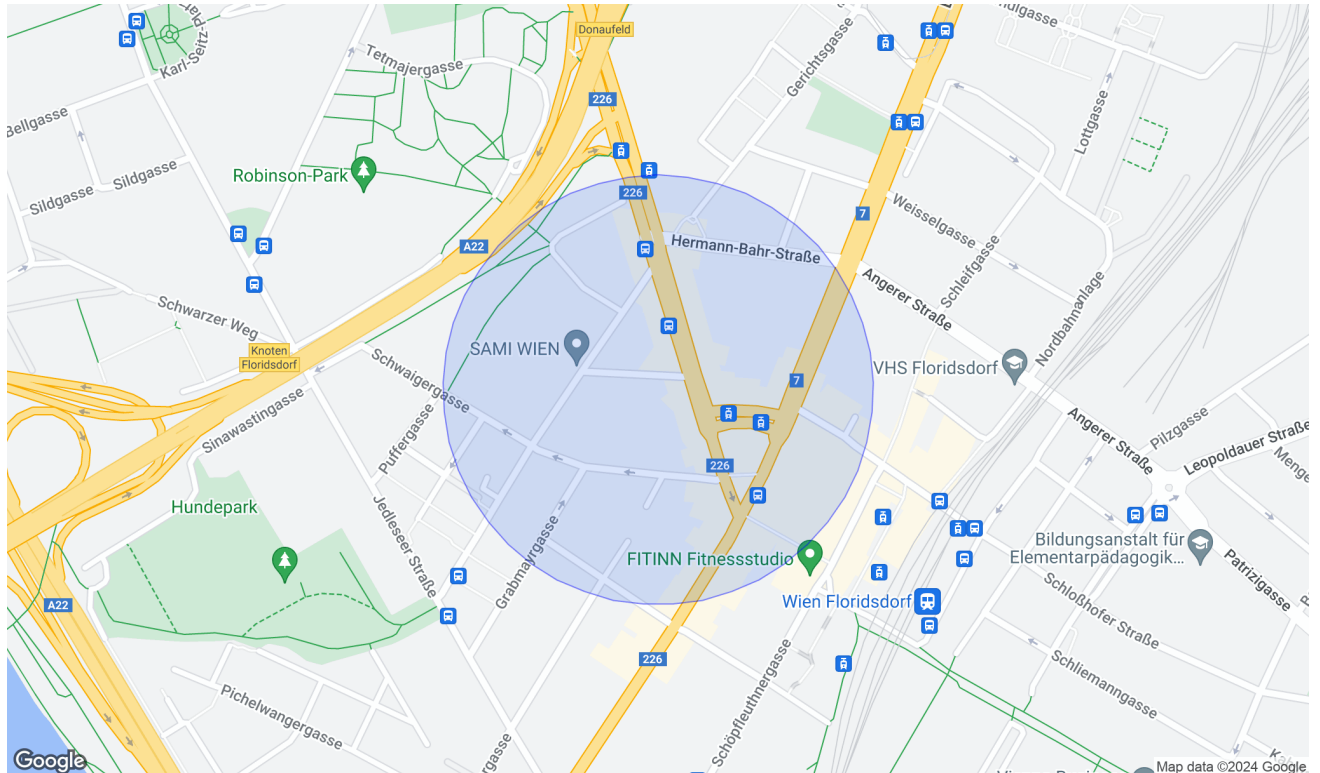 Donaufeld
Karl-Seitz-Platz
Tetmajergasse
Gerichtsgasse
Bellgasse
226
Lottgasse
Sildgasse
Sildgasse
Robinson-Park
226
7
Weisselgasse
A22
Hermann-Bahr-Straße
Schleifgasse
Angerer Straße
Nordbahnanlage
Schwarzer Weg
Knoten
Floridsdorf
SAMI WIEN
Schwaigergasse
VHS Floridsdorf
7
Sinawastingasse
Puffergasse
Angerer Straße
Pilzgasse
Leopoldauer Straße
226
Hundepark
Jedleseer Straße
Grabmayrgasse
FITINN Fitnessstudio
Bildungsanstalt für
Elementarpädagogik...
Patrizigasse
A22
Wien Floridsdorf
Schloßhofer Straße
226
Schliemanngasse
Pichelwangergasse
Schöpfleuthnergasse
Google
Map data ©2024 Google